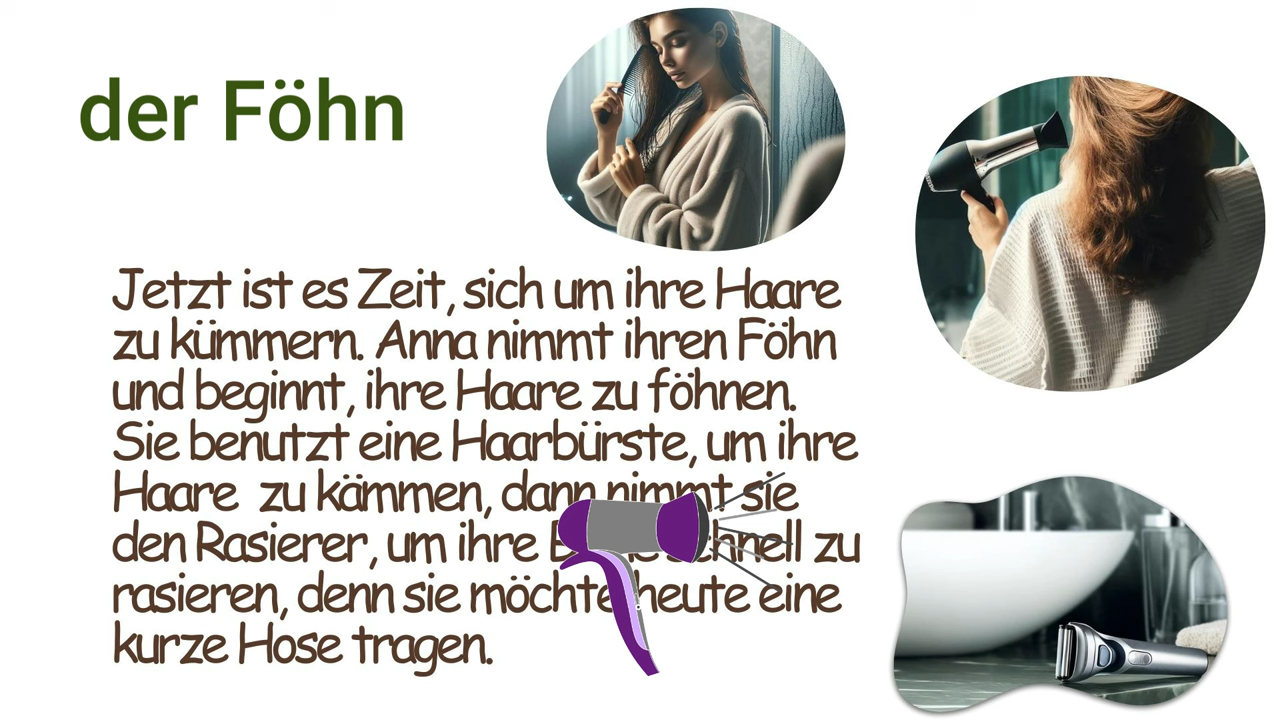 der Föhn
Jetzt ist es Zeit, sich um ihre Haare
zu kümmern. Anna nimmt ihren Föhn
und beginnt, ihre Haare zu föhnen.
Sie benutzt eine Haarbürste, um ihre
Haare zu kämmen, dann nimmt sie
den Rasierer, um ihre schnell zu
rasieren, denn sie möchte heute eine
kurze Hose tragen.